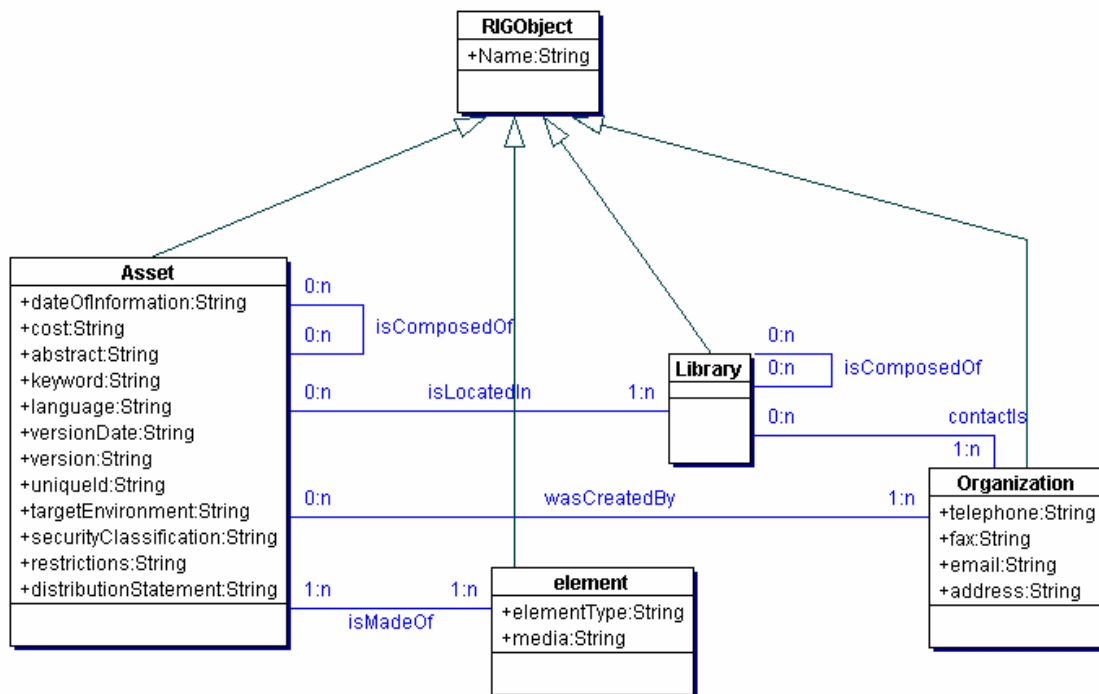 RIGObject
+Name:String
Asset
+dateOfInformation:String
+cost:String
+abstract:String
+keyword:String
+language:String
+versionDate:String
+version:String
+uniqueId:String
+targetEnvironment:String
+securityClassification:String
+restrictions:String
+distributionStatement:String
0:n
0:n
isComposedOf
0:n
isLocatedIn
1:n
Library
0:n
0:n
isComposedOf
0:n
contactIs
1:n
0:n
wasCreatedBy
1:n
Organization
+telephone:String
+fax:String
+email:String
+address:String
1:n
1:n
isMadeOf
element
+elementType:String
+media:String